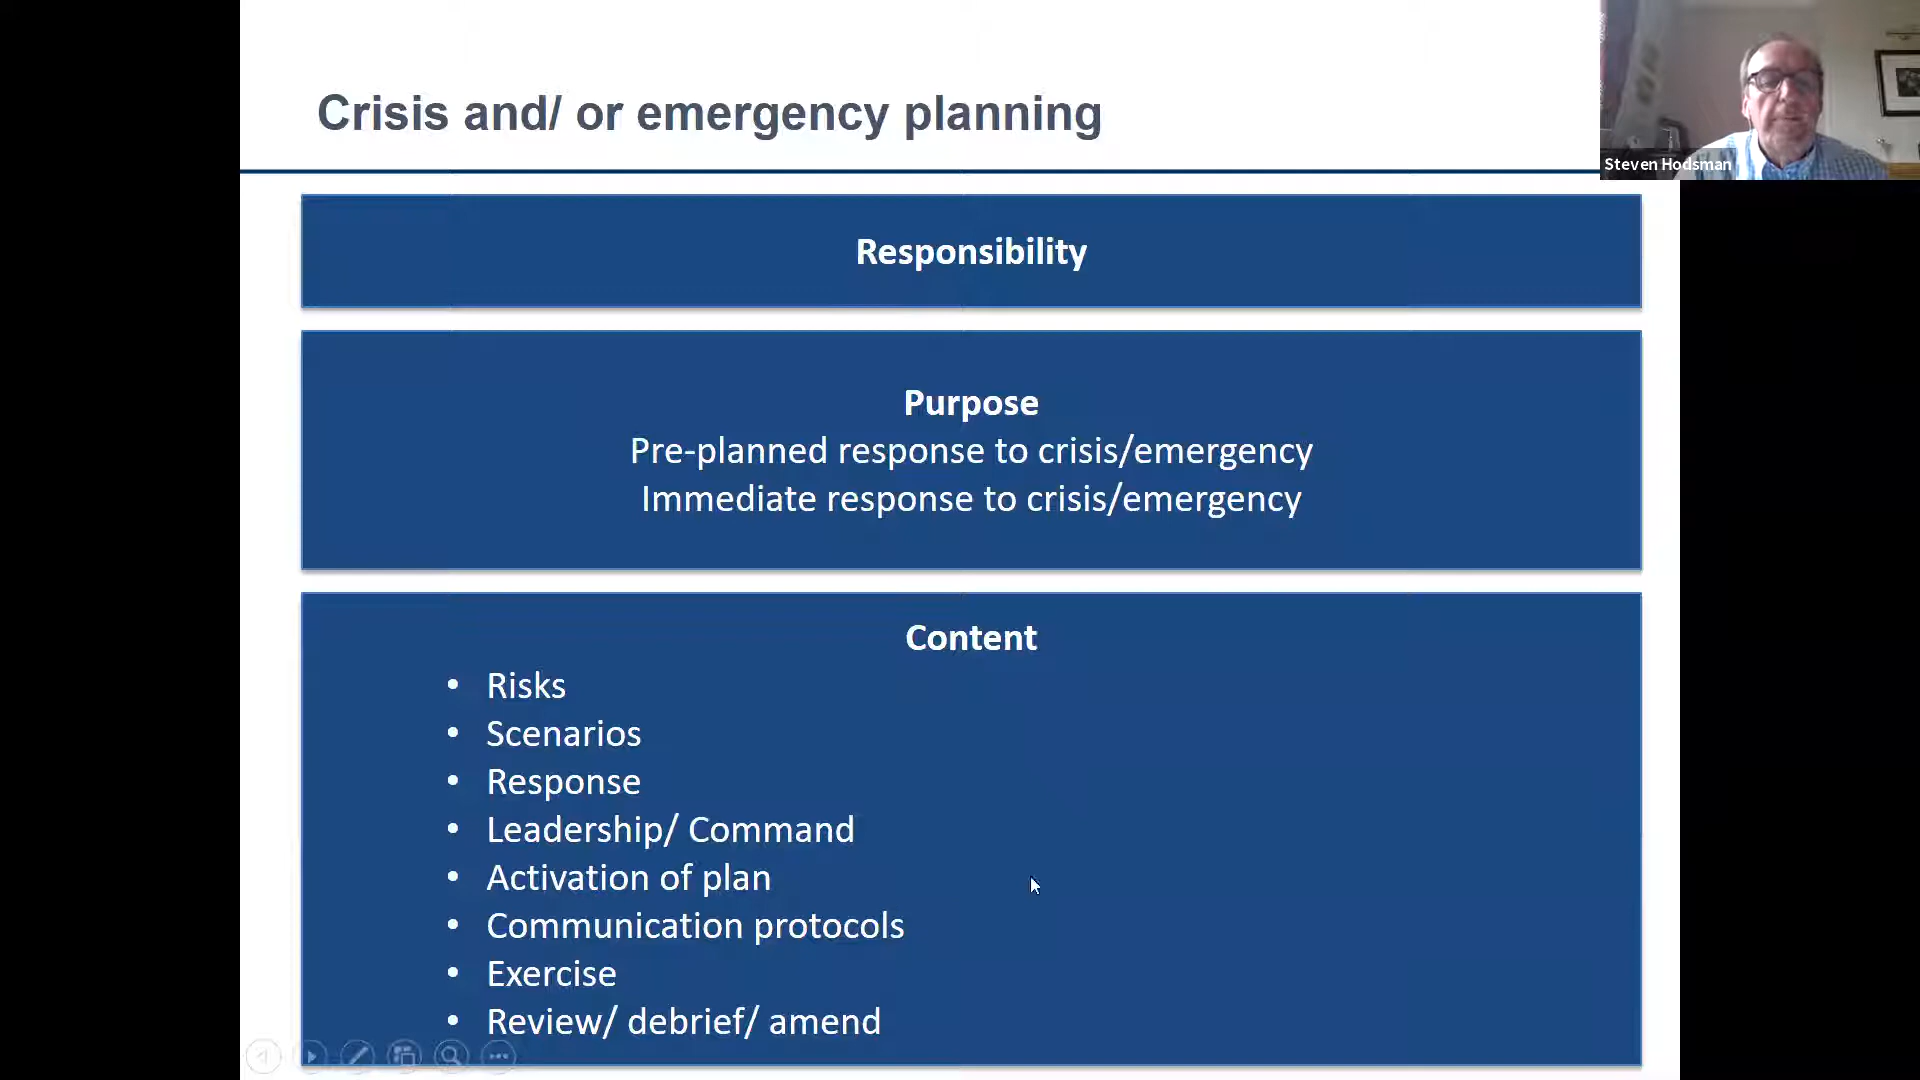 Crisis and/ or emergency planning
Steven Hodsman
Responsibility
Purpose
Pre-planned response to crisis/emergency
Immediate response to crisis/emergency
Content
• Risks
• Scenarios
• Response
• Leadership/ Command
• Activation of plan
• Communication protocols
• Exercise
• Review/ debrief/ amend